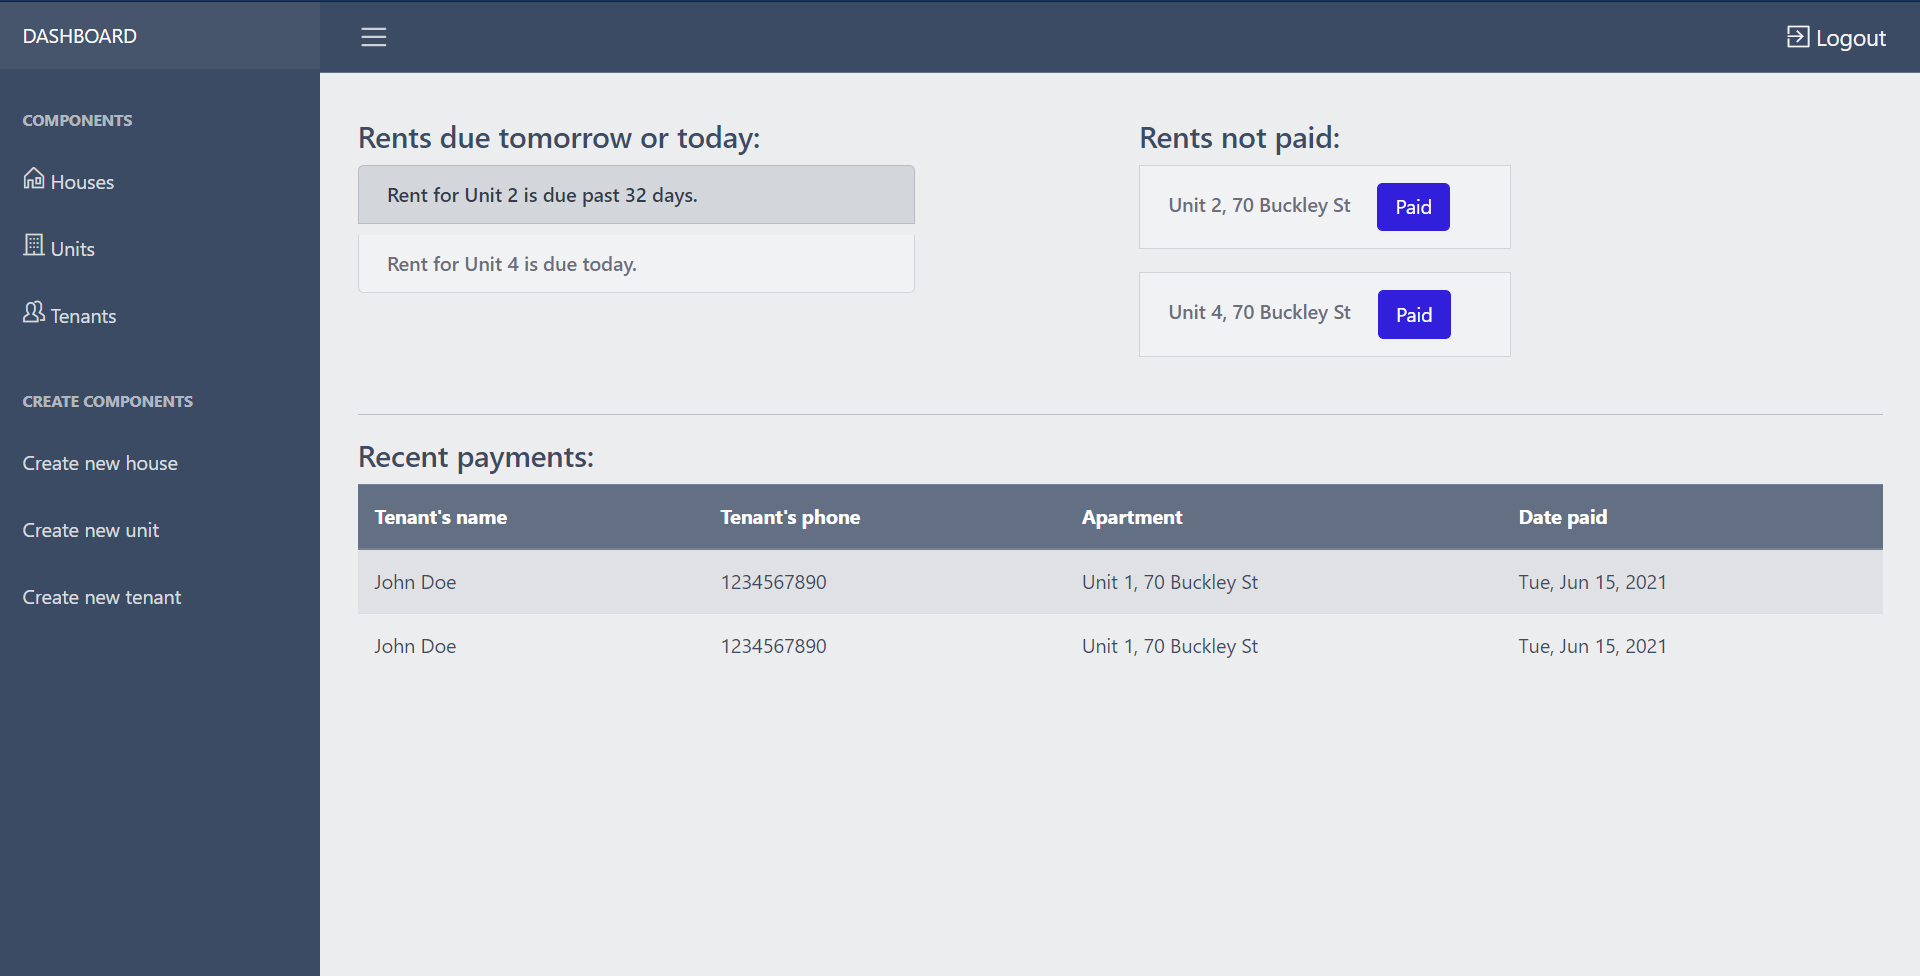 DASHBOARD
Logout
COMPONENTS
Houses
Units
Tenants
CREATE COMPONENTS
Create new house
Create new unit
Create new tenant
Rents due tomorrow or today:
Rent for Unit 2 is due past 32 days.
Rent for Unit 4 is due today.
Rents not paid:
Unit 2, 70 Buckley St Paid
Unit 4, 70 Buckley St Paid
Recent payments:
Tenant's name Tenant's phone Apartment Date paid
John Doe 1234567890 Unit 1, 70 Buckley St Tue, Jun 15, 2021
John Doe 1234567890 Unit 1, 70 Buckley St Tue, Jun 15, 2021